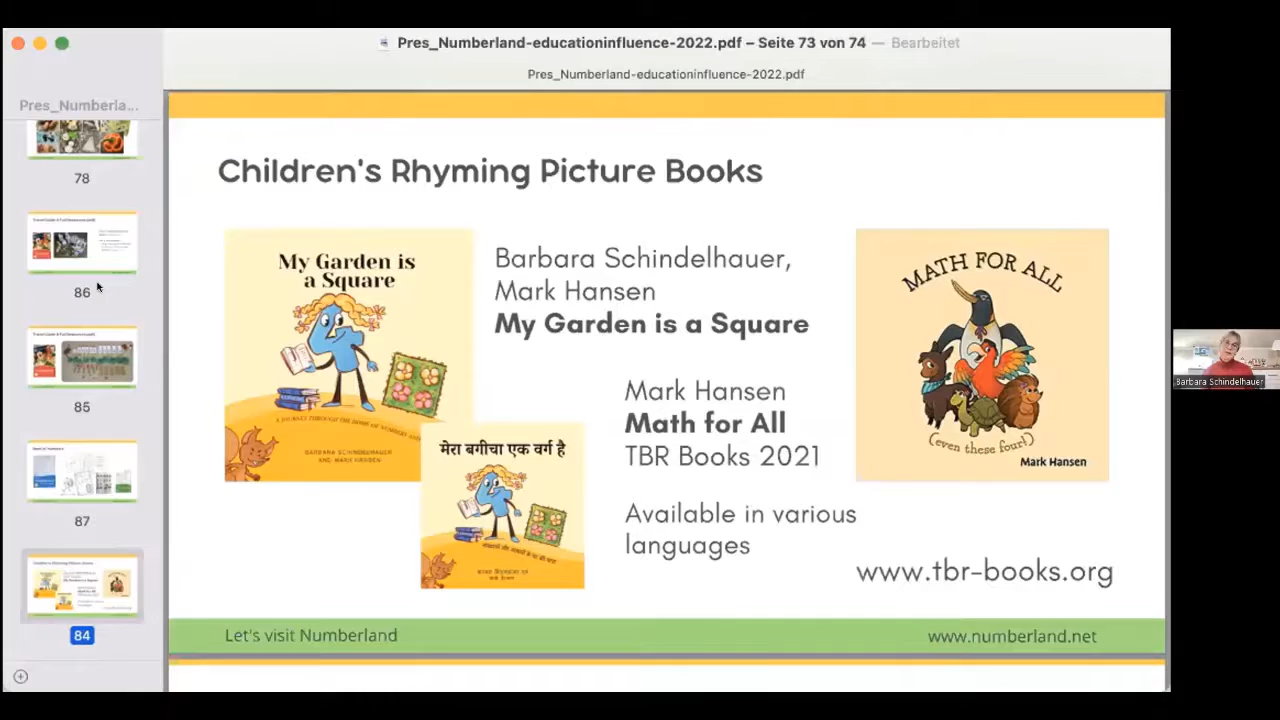 Pres_Numberland-educationinfluence-2022.pdf – Seite 73 von 74 — Bearbeitet
Pres_Numberland-educationinfluence-2022.pdf
Pres_Numberla...
78
86
85
87
84
Children's Rhyming Picture Books
My Garden is
a Square
BARBARA SCHINDELHAUER
AND MARK HANSEN
मेरा बगीचा एक वर्ग है
Barbara Schindelhauer,
Mark Hansen
My Garden is a Square
Mark Hansen
Math for All
TBR Books 2021
Available in various
languages
MATH FOR ALL
(even these four!)
Mark Hansen
www.tbr-books.org
Let's visit Numberland
www.numberland.net
Barbara Schindelhauer